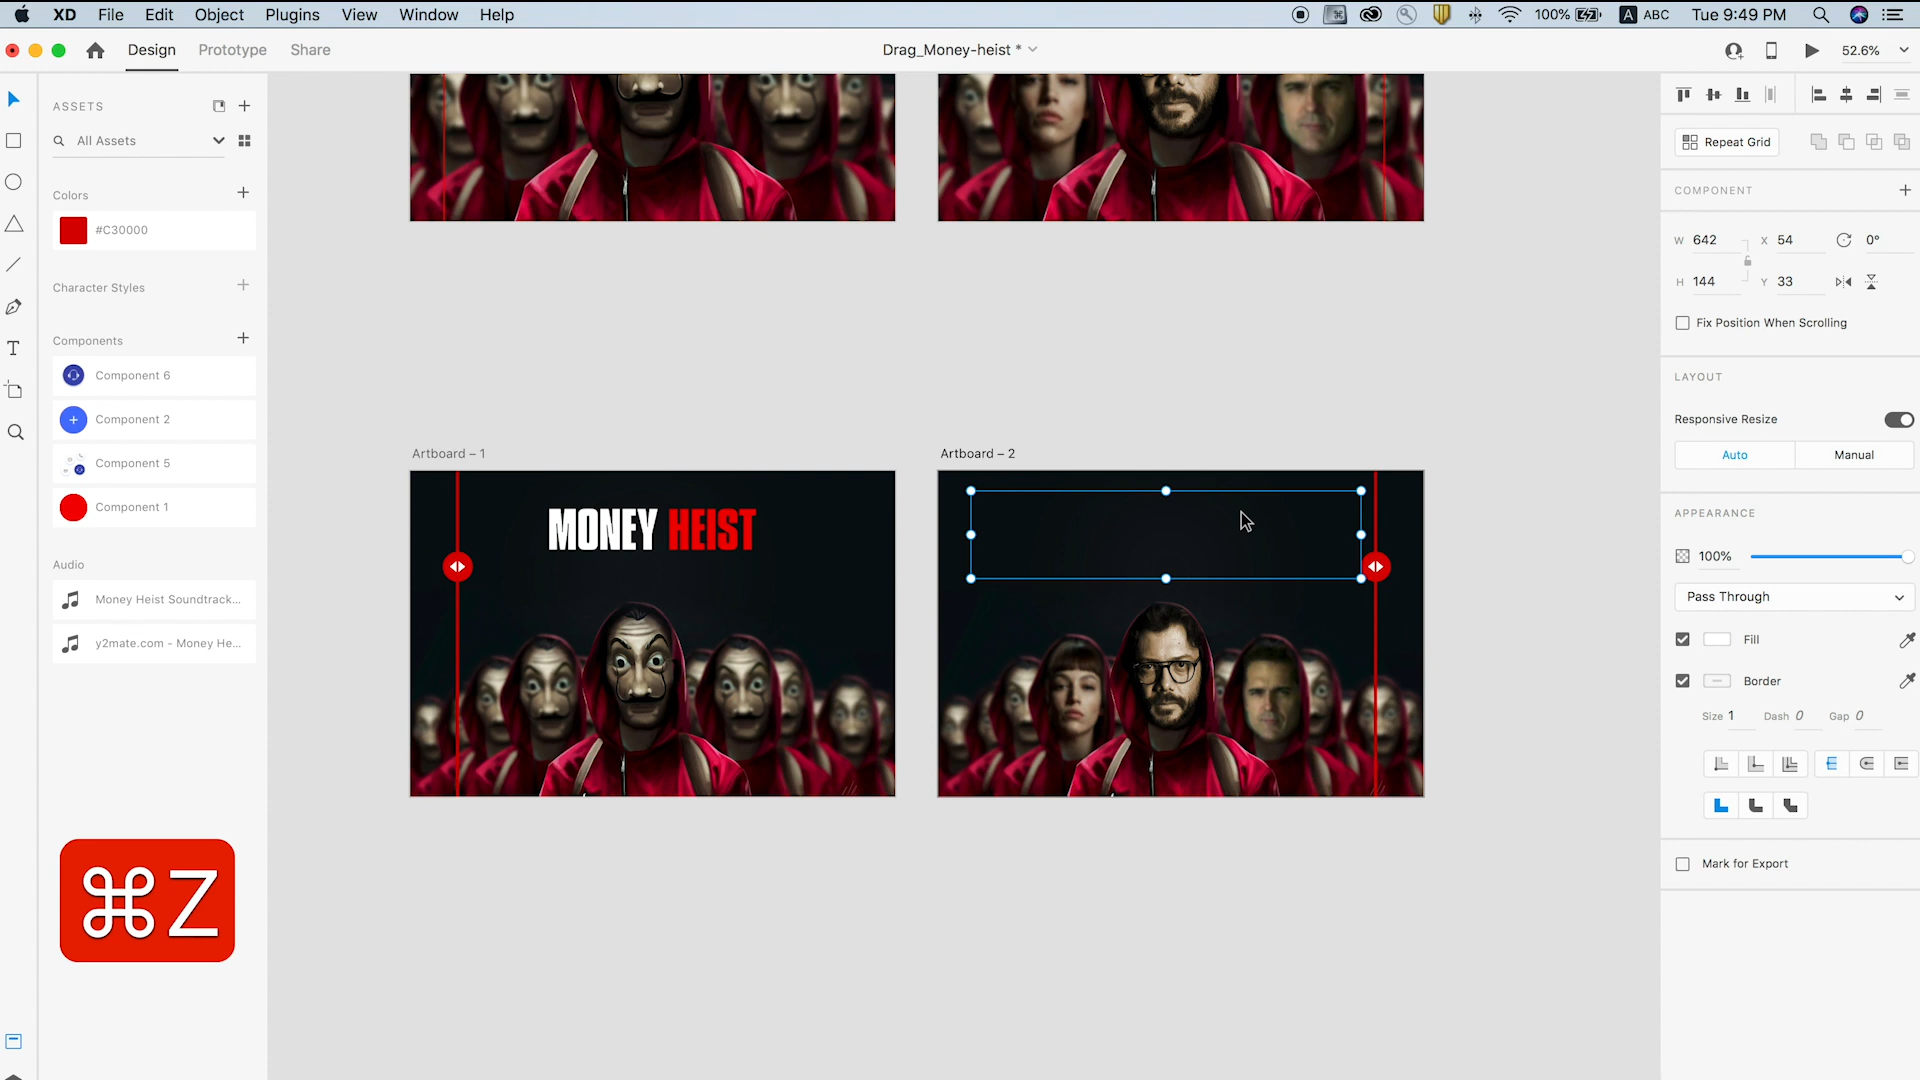 XD File Edit Object Plugins View Window Help
100% A ABC Tue 9:49 PM
Design Prototype Share
Drag_Money-heist *
52.6%
ASSETS
All Assets
Colors
#C30000
Character Styles
Components
Component 6
Component 2
Component 5
Component 1
Audio
Money Heist Soundtrack...
y2mate.com - Money He...
⌘Z
Artboard – 1
MONEY HEIST
Artboard – 2
Repeat Grid
COMPONENT
W 642 X 54 0°
H 144 Y 33
Fix Position When Scrolling
LAYOUT
Responsive Resize
Auto Manual
APPEARANCE
100%
Pass Through
Fill
Border
Size 1 Dash 0 Gap 0
Mark for Export